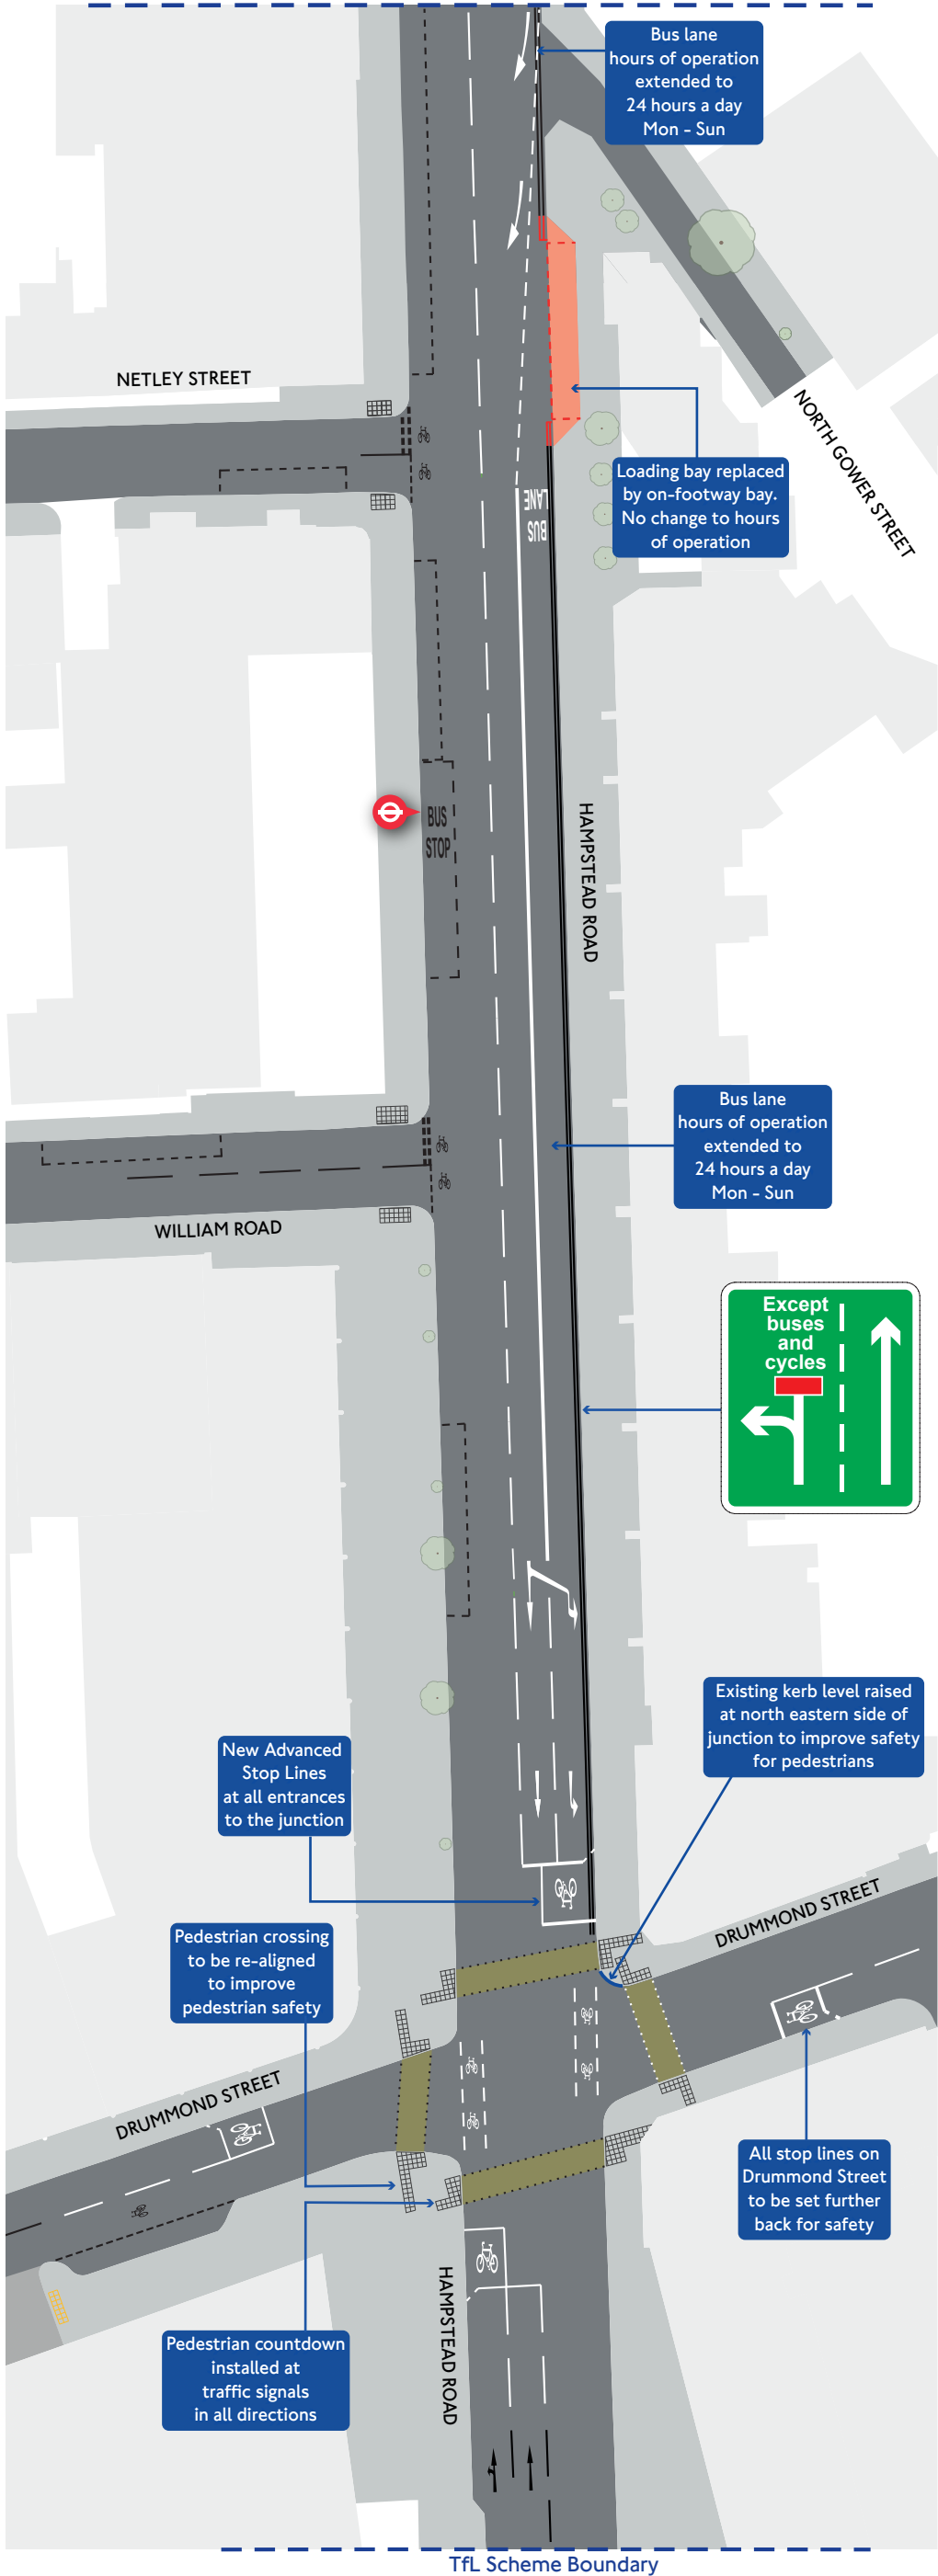 Bus lane
hours of operation
extended to
24 hours a day
Mon - Sun
NETLEY STREET
NORTH GOWER STREET
Loading bay replaced
by on-footway bay.
No change to hours
of operation
BUS
LANE
HAMPSTEAD ROAD
BUS
STOP
Bus lane
hours of operation
extended to
24 hours a day
Mon - Sun
WILLIAM ROAD
Except
buses
and
cycles
Existing kerb level raised
at north eastern side of
junction to improve safety
for pedestrians
New Advanced
Stop Lines
at all entrances
to the junction
DRUMMOND STREET
Pedestrian crossing
to be re-aligned
to improve
pedestrian safety
DRUMMOND STREET
All stop lines on
Drummond Street
to be set further
back for safety
HAMPSTEAD ROAD
Pedestrian countdown
installed at
traffic signals
in all directions
TfL Scheme Boundary